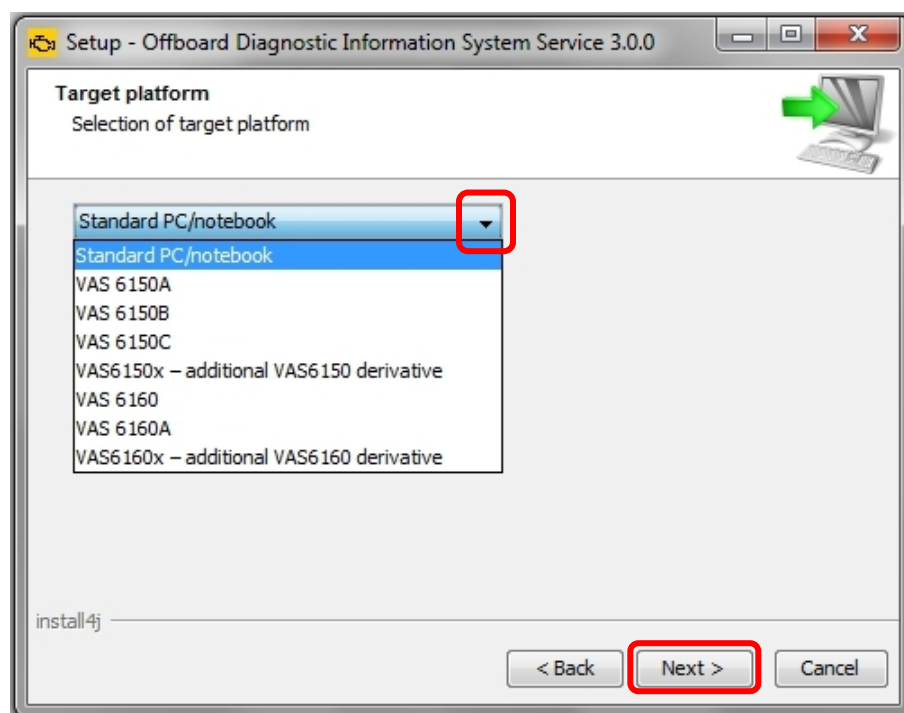 Setup - Offboard Diagnostic Information System Service 3.0.0
Target platform
Selection of target platform
Standard PC/notebook
Standard PC/notebook
VAS 6150A
VAS 6150B
VAS 6150C
VAS6150x – additional VAS6150 derivative
VAS 6160
VAS 6160A
VAS6160x – additional VAS6160 derivative
install4j
< Back Next > Cancel